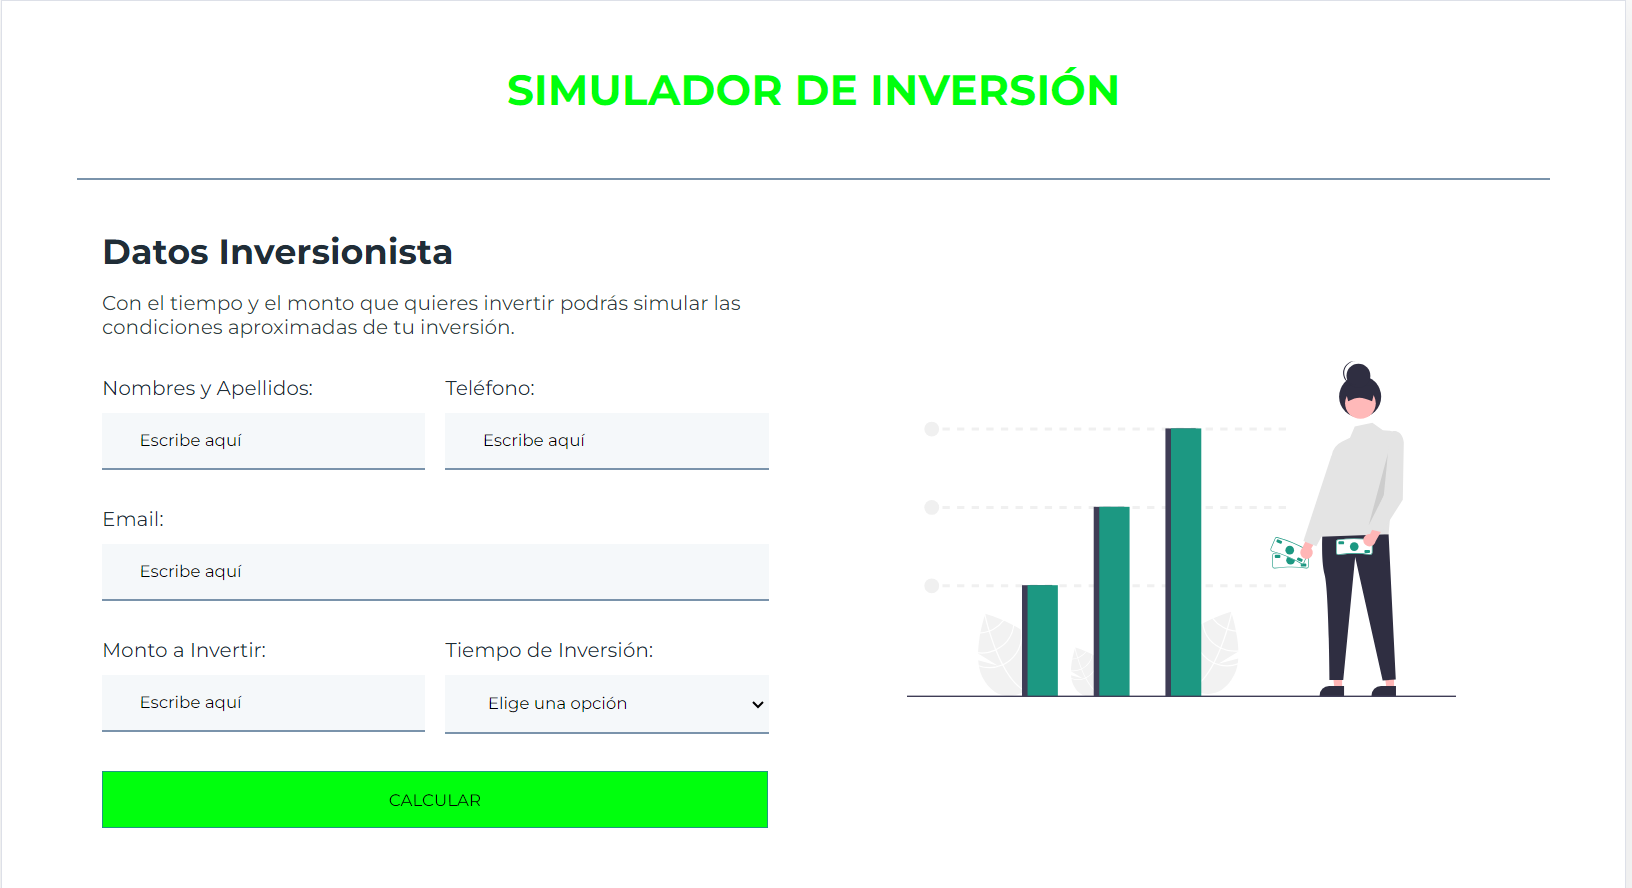 SIMULADOR DE INVERSIÓN
Datos Inversionista
Con el tiempo y el monto que quieres invertir podrás simular las
condiciones aproximadas de tu inversión.
Nombres y Apellidos:
Teléfono:
Escribe aquí
Escribe aquí
Email:
Escribe aquí
Monto a Invertir:
Tiempo de Inversión:
Escribe aquí
Elige una opción
CALCULAR